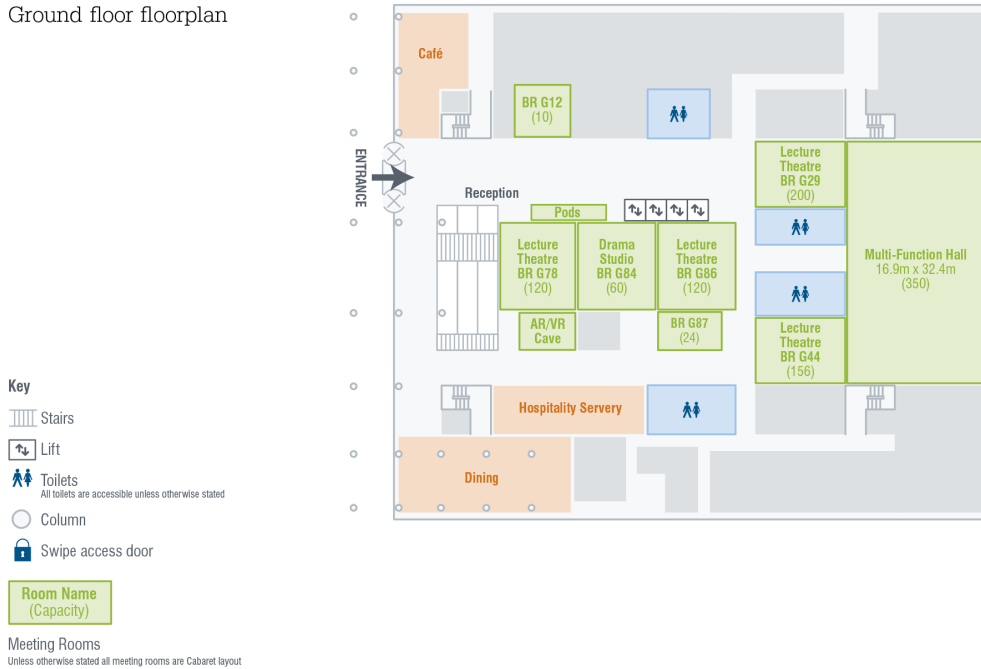 Ground floor floorplan
Café
BR G12
(10)
ENTRANCE
Reception
Pods
Lecture
Theatre
BR G29
(200)
Lecture
Theatre
BR G78
(120)
Drama
Studio
BR G84
(60)
Lecture
Theatre
BR G86
(120)
Multi-Function Hall
16.9m x 32.4m
(350)
AR/VR
Cave
BR G87
(24)
Lecture
Theatre
BR G44
(156)
Hospitality Servery
Dining
Key
Stairs
Lift
Toilets
All toilets are accessible unless otherwise stated
Column
Swipe access door
Room Name
(Capacity)
Meeting Rooms
Unless otherwise stated all meeting rooms are Cabaret layout